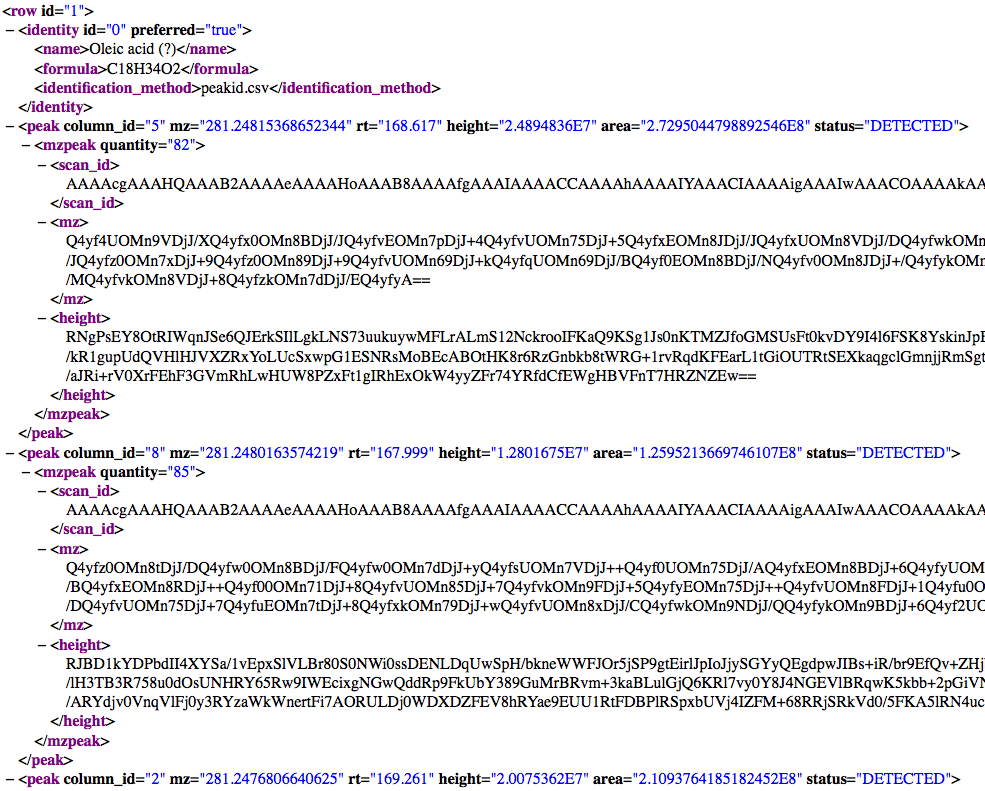 <row id="1">
− <identity id="0" preferred="true">
<name>Oleic acid (?)</name>
<formula>C18H34O2</formula>
<identification_method>peakid.csv</identification_method>
</identity>
− <peak column_id="5" mz="281.24815368652344" rt="168.617" height="2.4894836E7" area="2.7295044798892546E8" status="DETECTED">
− <mzpeak quantity="82">
− <scan_id>
AAAAcgAAAHQAAAB2AAAAeAAAAHoAAAB8AAAAfgAAAIAAAACCAAAAhAAAAIYAAACIAAAAigAAAIwAAACOAAAAkAA
</scan_id>
− <mz>
Q4yf4UOMn9VDjJ/XQ4yfx0OMn8BDjJ/JQ4yfvEOMn7pDjJ+4Q4yfvUOMn75DjJ+5Q4yfxEOMn8JDjJ/JQ4yfxUOMn8VDjJ/DQ4yfwkOMn
/JQ4yfz0OMn7xDjJ+9Q4yfz0OMn89DjJ+9Q4yfvUOMn69DjJ+kQ4yfqUOMn69DjJ/BQ4yf0EOMn8BDjJ/NQ4yfv0OMn8JDjJ+/Q4yfykOMn
/MQ4yfvkOMn8VDjJ+8Q4yfzkOMn7dDjJ/EQ4yfyA==
</mz>
− <height>
RNgPsEY8OtRIWqnJSe6QJErkSIlLgkLNS73uukuywMFLrALmS12NckrooIFKaQ9KSg1Js0nKTMZJfoGMSUsFt0kvDY9I4l6FSK8YskinJpF
/kR1gupUdQVHlHJVXZRxYoLUcSxwpG1ESNRsMoBEcABOtHK8r6RzGnbkb8tWRG+1rvRqdKFEarL1tGiOUTRtSEXkaqgclGmnjjRmSgt
/aJRi+rV0XrFEhF3GVmRhLwHUW8PZxFt1gIRhExOkW4yyZFr74YRfdCfEWgHBVFnT7HRZNZEw==
</height>
</mzpeak>
</peak>
− <peak column_id="8" mz="281.2480163574219" rt="167.999" height="1.2801675E7" area="1.2595213669746107E8" status="DETECTED">
− <mzpeak quantity="85">
− <scan_id>
AAAAcgAAAHQAAAB2AAAAeAAAAHoAAAB8AAAAfgAAAIAAAACCAAAAhAAAAIYAAACIAAAAigAAAIwAAACOAAAAkAA
</scan_id>
− <mz>
Q4yfz0OMn8tDjJ/DQ4yfw0OMn8BDjJ/FQ4yfw0OMn7dDjJ+yQ4yfsUOMn7VDjJ++Q4yf0UOMn75DjJ/AQ4yfxEOMn8BDjJ+6Q4yfyUOM
/BQ4yfxEOMn8RDjJ++Q4yf00OMn71DjJ+8Q4yfvUOMn85DjJ+7Q4yfvkOMn9FDjJ+5Q4yfyEOMn75DjJ++Q4yfvUOMn8FDjJ+1Q4yfu0O
/DQ4yfvUOMn75DjJ+7Q4yfuEOMn7tDjJ+8Q4yfxkOMn79DjJ+wQ4yfvUOMn8xDjJ/CQ4yfwkOMn9NDjJ/QQ4yfykOMn9BDjJ+6Q4yf2UO
</mz>
− <height>
RJBD1kYDPbdII4XYSa/1vEpxSlVLBr80S0NWi0ssDENLDqUwSpH/bkneWWFJOr5jSP9gtEirlJpIoJjySGYyQEgdpwJIBs+iR/br9EfQv+ZHj
/lH3TB3R758u0dOsUNHRY65Rw9IWEcixgNGwQddRp9FkUbY389GuMrBRvm+3kaBLulGjQ6KRl7vy0Y8J4NGEVlBRqwK5kbb+2pGiVN
/ARYdjv0VnqVlFj0y3RYzaWkWnertFi7AORULDj0WDXDZFEV8hRYae9EUU1RtFDBPlRSpxbUVj4IZFM+68RRjSRkVd0/5FKA5lRN4uc
</height>
</mzpeak>
</peak>
− <peak column_id="2" mz="281.2476806640625" rt="169.261" height="2.0075362E7" area="2.1093764185182452E8" status="DETECTED">